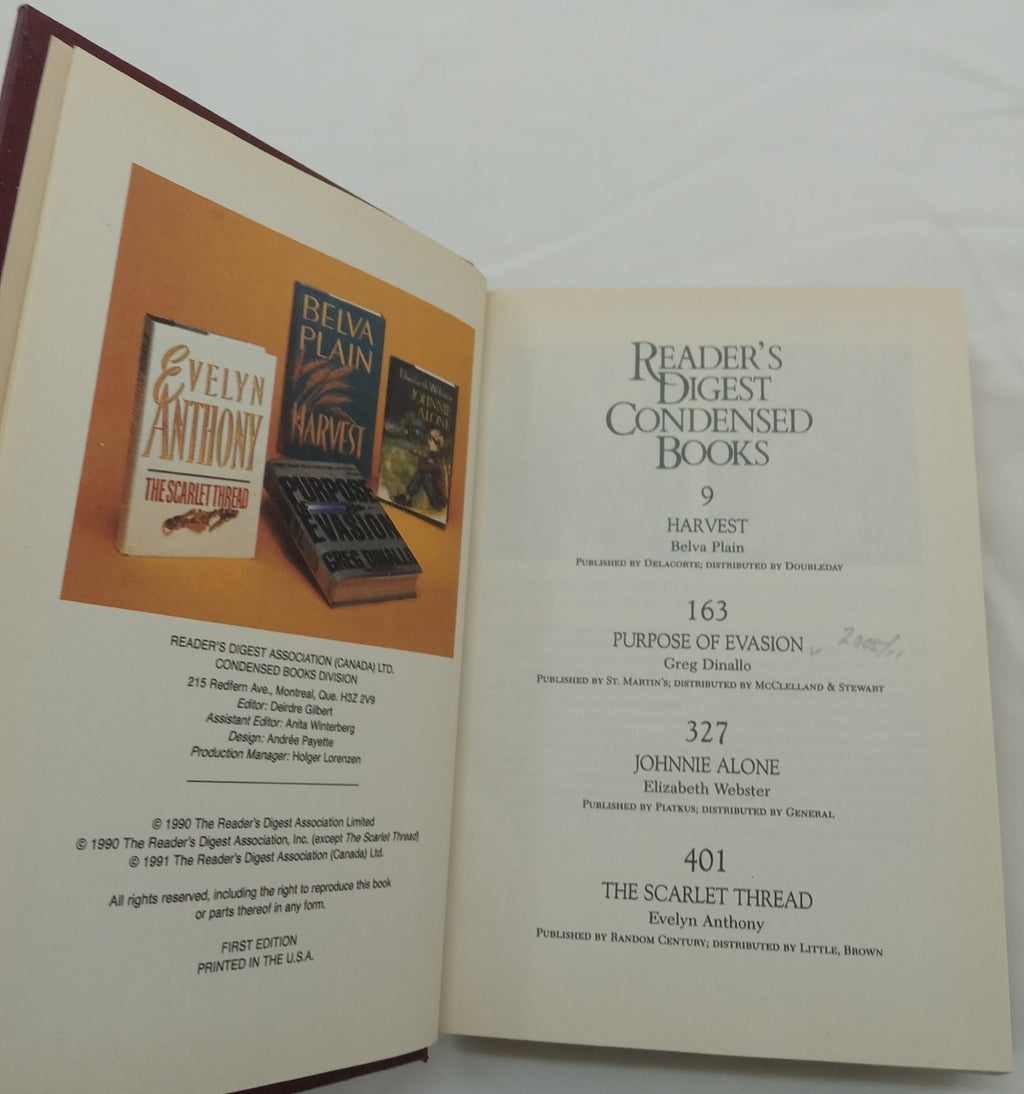 EVELYN
ANTHONY
THE SCARLET THREAD
BELVA
PLAIN
HARVEST
Elizabeth Webster
JOHNNIE
ALONE
PURPOSE
OF
EVASION
GREG DINALLO
READER'S DIGEST ASSOCIATION (CANADA) LTD.
CONDENSED BOOKS DIVISION
215 Redfern Ave., Montreal, Que. H3Z 2V9
Editor: Deirdre Gilbert
Assistant Editor: Anita Winterberg
Design: Andrée Payette
Production Manager: Holger Lorenzen
© 1990 The Reader's Digest Association Limited
© 1990 The Reader's Digest Association, Inc. (except The Scarlet Thread)
© 1991 The Reader's Digest Association (Canada) Ltd.
All rights reserved, including the right to reproduce this book
or parts thereof in any form.
FIRST EDITION
PRINTED IN THE U.S.A.
READER'S
DIGEST
CONDENSED
BOOKS
9
HARVEST
Belva Plain
PUBLISHED BY DELACORTE; DISTRIBUTED BY DOUBLEDAY
163
PURPOSE OF EVASION
Greg Dinallo
PUBLISHED BY ST. MARTIN'S; DISTRIBUTED BY MCCLELLAND & STEWART
327
JOHNNIE ALONE
Elizabeth Webster
PUBLISHED BY PIATKUS; DISTRIBUTED BY GENERAL
401
THE SCARLET THREAD
Evelyn Anthony
PUBLISHED BY RANDOM CENTURY; DISTRIBUTED BY LITTLE, BROWN